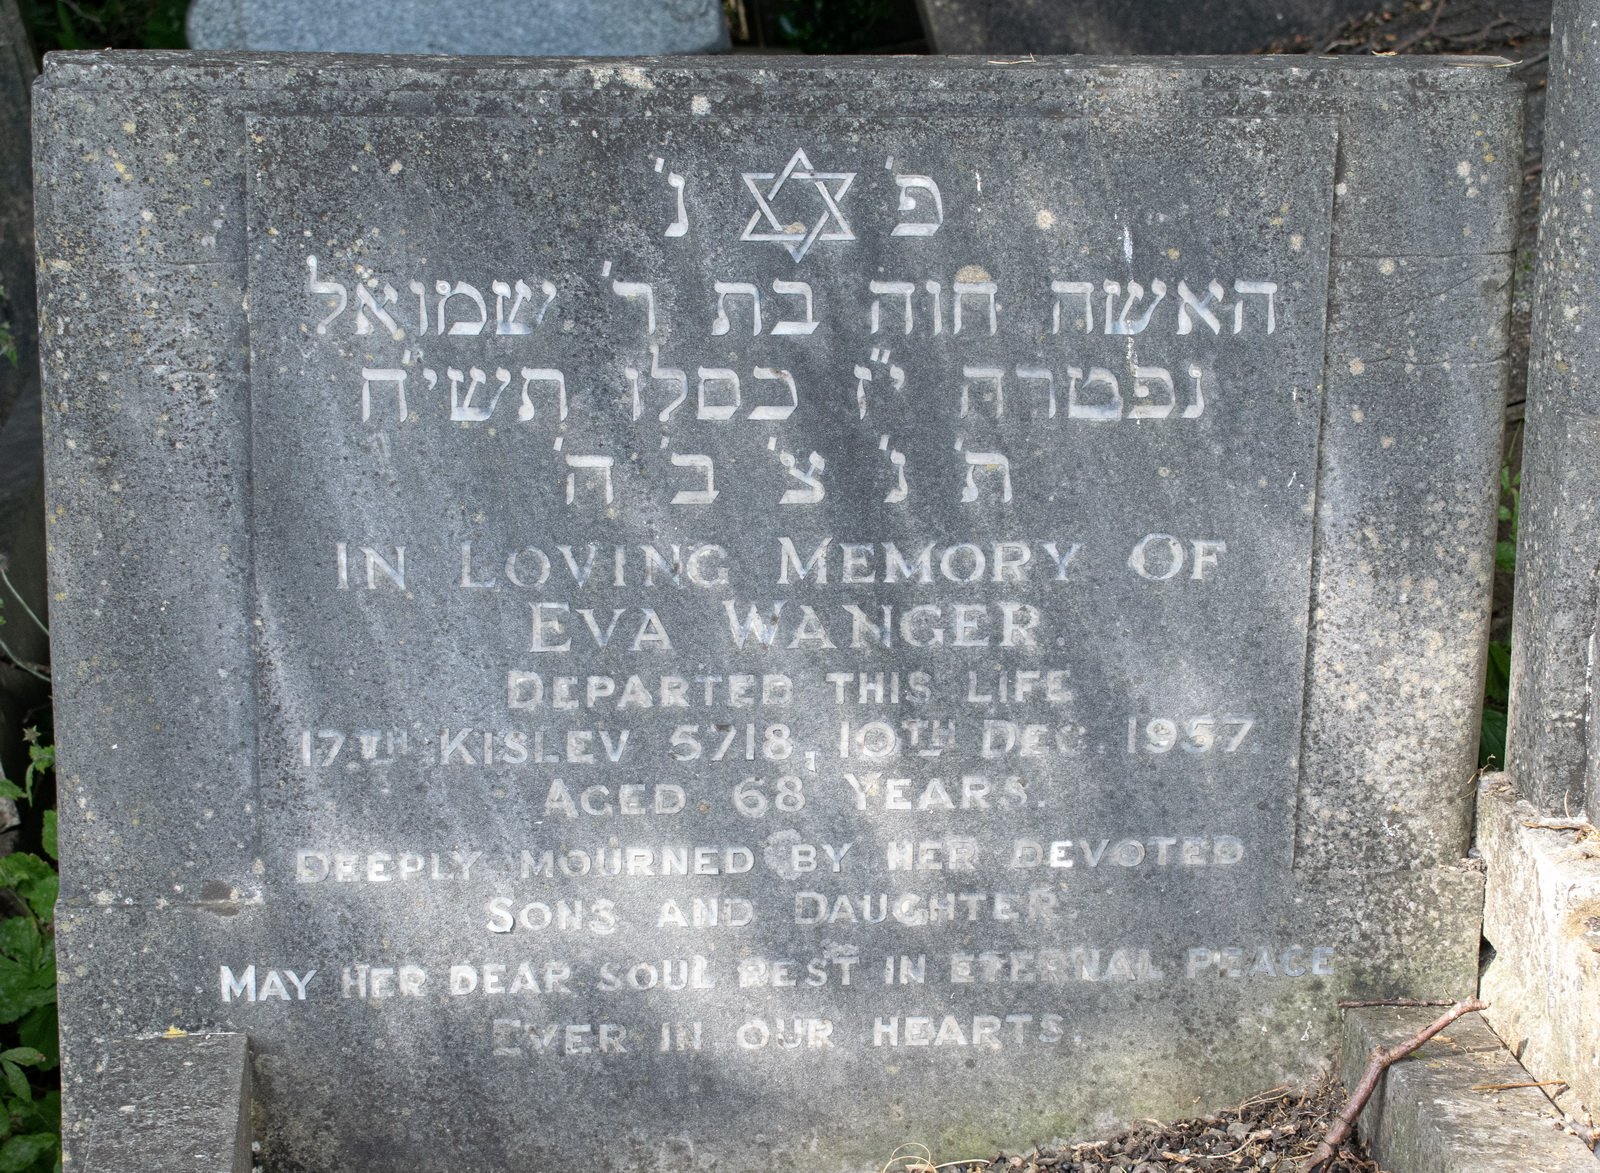 פ' נ'
האשה חוה בת ר' שמואל
נפטרה י"ז כסלו תשי"ח
ת' נ' צ' ב' ה'
IN LOVING MEMORY OF
EVA WANGER.
DEPARTED THIS LIFE
17TH KISLEV 5718, 10TH DEC. 1957.
AGED 68 YEARS.
DEEPLY MOURNED BY HER DEVOTED
SONS AND DAUGHTER.
MAY HER DEAR SOUL REST IN ETERNAL PEACE
EVER IN OUR HEARTS.